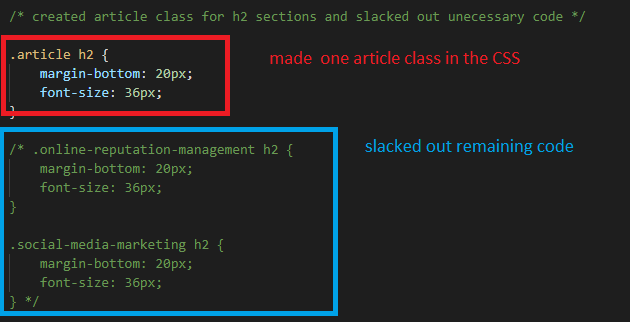 /* created article class for h2 sections and slacked out unecessary code */
.article h2 {
made  one article class in the CSS
margin-bottom: 20px;
font-size: 36px;
}
slacked out remaining code
/* .online-reputation-management h2 {
margin-bottom: 20px;
font-size: 36px;
}
.social-media-marketing h2 {
margin-bottom: 20px;
font-size: 36px;
} */